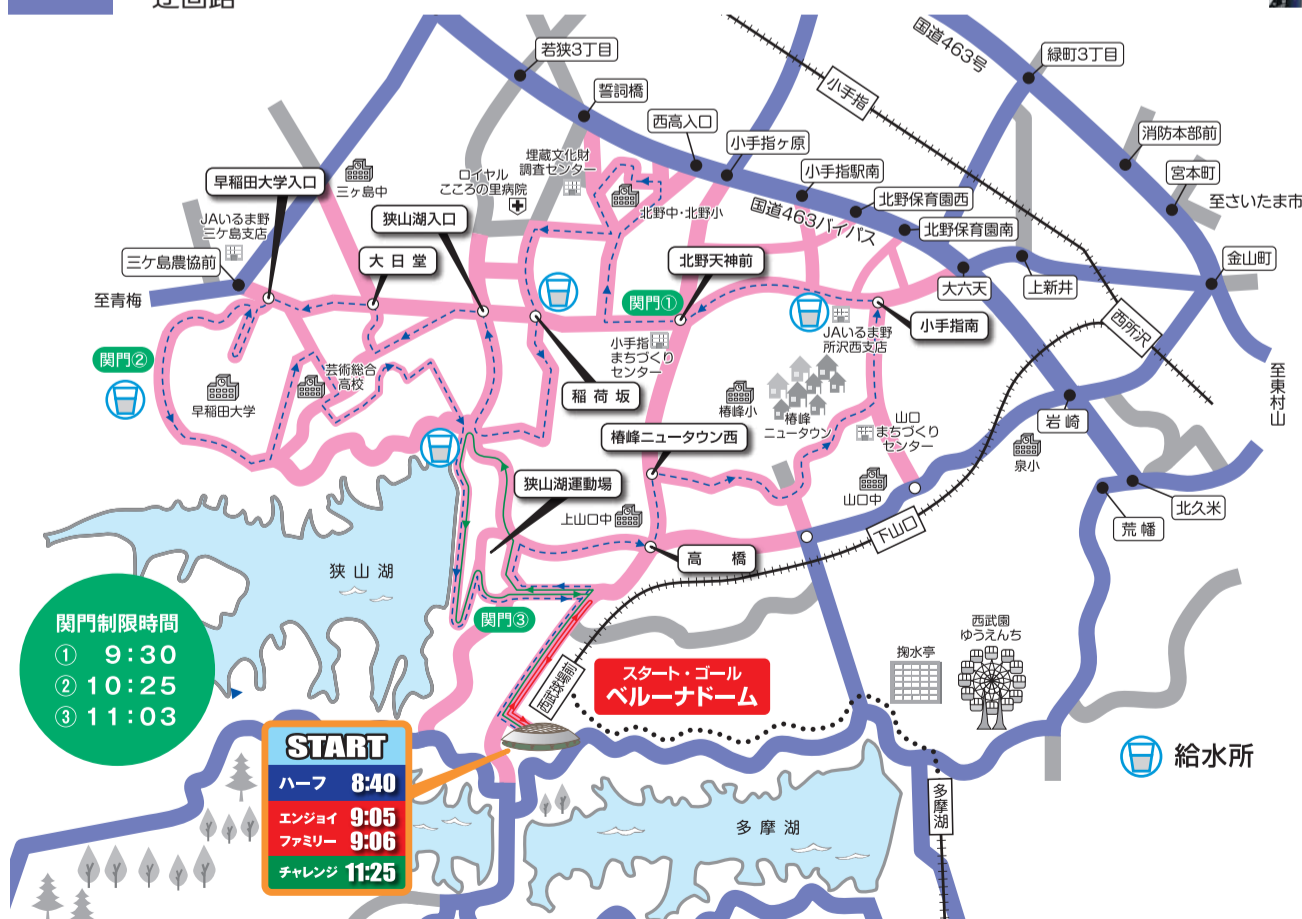 迂回路
若狭3丁目
国道463号
緑町3丁目
誓詞橋
小手指
西高入口
小手指ヶ原
消防本部前
宮本町
至さいたま市
小手指駅南
北野保育園西
国道463バイパス
北野保育園南
早稲田大学入口
三ヶ島中
ロイヤル
こころの里病院
埋蔵文化財
調査センター
北野中・北野小
JAいるま野
三ケ島支店
狭山湖入口
大日堂
北野天神前
三ケ島農協前
至青梅
金山町
大六天
上新井
関門①
小手指南
JAいるま野
所沢西支店
小手指
まちづくり
センター
西所沢
関門②
早稲田大学
芸術総合
高校
稲荷坂
椿峰小
椿峰
ニュータウン
山口
まちづくり
センター
至東村山
岩崎
椿峰ニュータウン西
泉小
狭山湖運動場
山口中
上山口中
北久米
荒幡
下山口
高橋
狭山湖
関門③
関門制限時間
① 9:30
② 10:25
③ 11:03
西武園
ゆうえんち
掬水亭
西武球場前
スタート・ゴール
ベルーナドーム
START
ハーフ 8:40
エンジョイ 9:05
ファミリー 9:06
チャレンジ 11:25
給水所
多摩湖
多摩湖